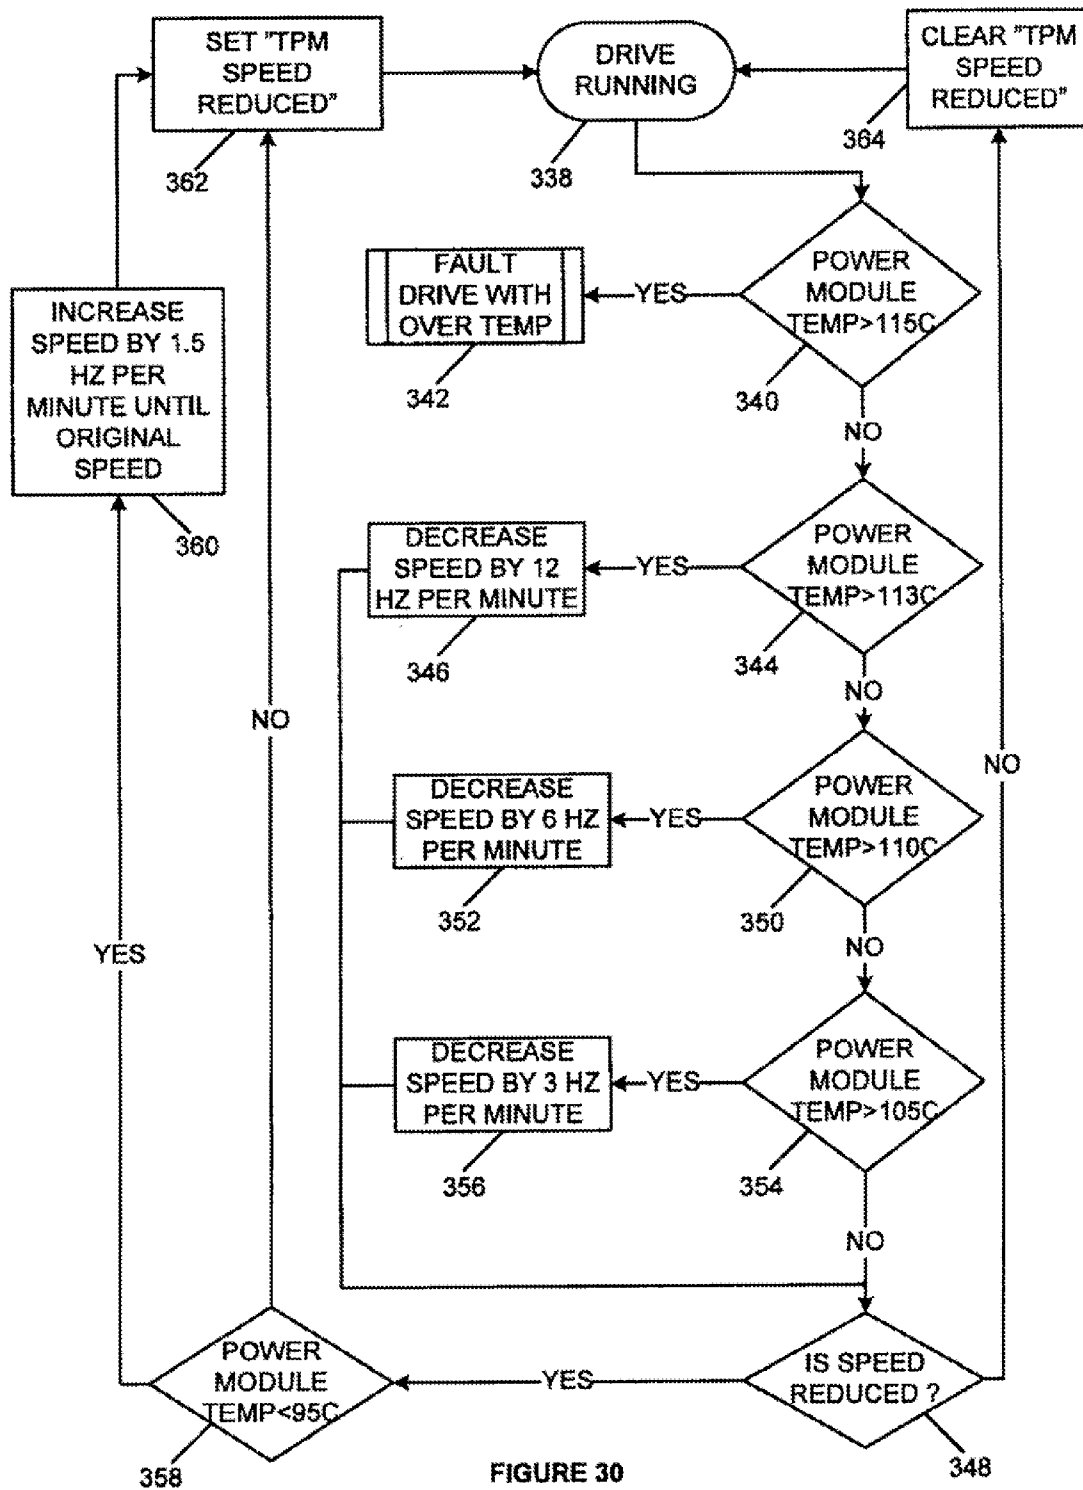 SET "TPM
SPEED
REDUCED"
362
DRIVE
RUNNING
338
CLEAR "TPM
SPEED
REDUCED"
364
POWER
MODULE
TEMP>115C
340
YES
FAULT
DRIVE WITH
OVER TEMP
342
NO
INCREASE
SPEED BY 1.5
HZ PER
MINUTE UNTIL
ORIGINAL
SPEED
360
POWER
MODULE
TEMP>113C
344
YES
DECREASE
SPEED BY 12
HZ PER MINUTE
346
NO
NO
NO
POWER
MODULE
TEMP>110C
350
YES
DECREASE
SPEED BY 6 HZ
PER MINUTE
352
NO
YES
POWER
MODULE
TEMP>105C
354
YES
DECREASE
SPEED BY 3 HZ
PER MINUTE
356
NO
IS SPEED
REDUCED ?
348
YES
POWER
MODULE
TEMP<95C
358
FIGURE 30